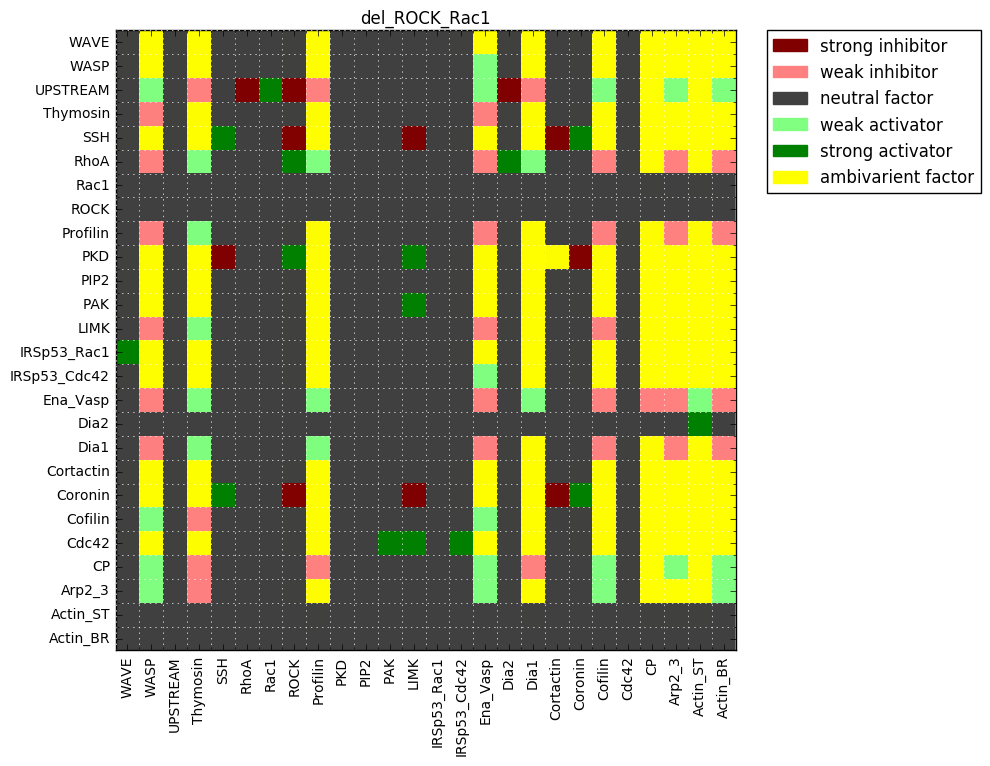 del_ROCK_Rac1
strong inhibitor
weak inhibitor
neutral factor
weak activator
strong activator
ambivarient factor
WAVE
WASP
UPSTREAM
Thymosin
SSH
RhoA
Rac1
ROCK
Profilin
PKD
PIP2
PAK
LIMK
IRSp53_Rac1
IRSp53_Cdc42
Ena_Vasp
Dia2
Dia1
Cortactin
Coronin
Cofilin
Cdc42
CP
Arp2_3
Actin_ST
Actin_BR
WAVE
WASP
UPSTREAM
Thymosin
SSH
RhoA
Rac1
ROCK
Profilin
PKD
PIP2
PAK
LIMK
IRSp53_Rac1
IRSp53_Cdc42
Ena_Vasp
Dia2
Dia1
Cortactin
Coronin
Cofilin
Cdc42
CP
Arp2_3
Actin_ST
Actin_BR